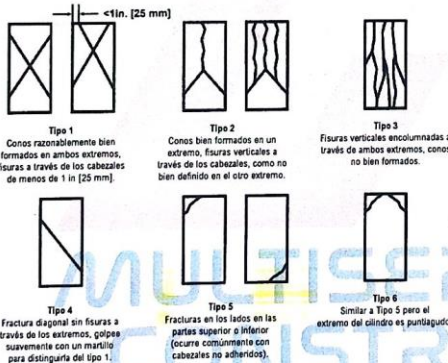 <1in. [25 mm]
Tipo 1
Conos razonablemente bien
formados en ambos extremos,
fisuras a través de los cabezales
de menos de 1 in [25 mm].
Tipo 2
Conos bien formados en un
extremo, fisuras verticales a
través de los cabezales, como no
bien definido en el otro extremo.
Tipo 3
Fisuras verticales encolumnadas a
través de ambos extremos, conos
no bien formados.
Tipo 4
Fractura diagonal sin fisuras a
través de los extremos, golpee
suavemente con un martillo
para distinguirla del tipo 1.
Tipo 5
Fracturas en los lados en las
partes superior o inferior
(ocurre comúnmente con
cabezales no adheridos).
Tipo 6
Similar a Tipo 5 pero el
extremo del cilindro es puntiagudo